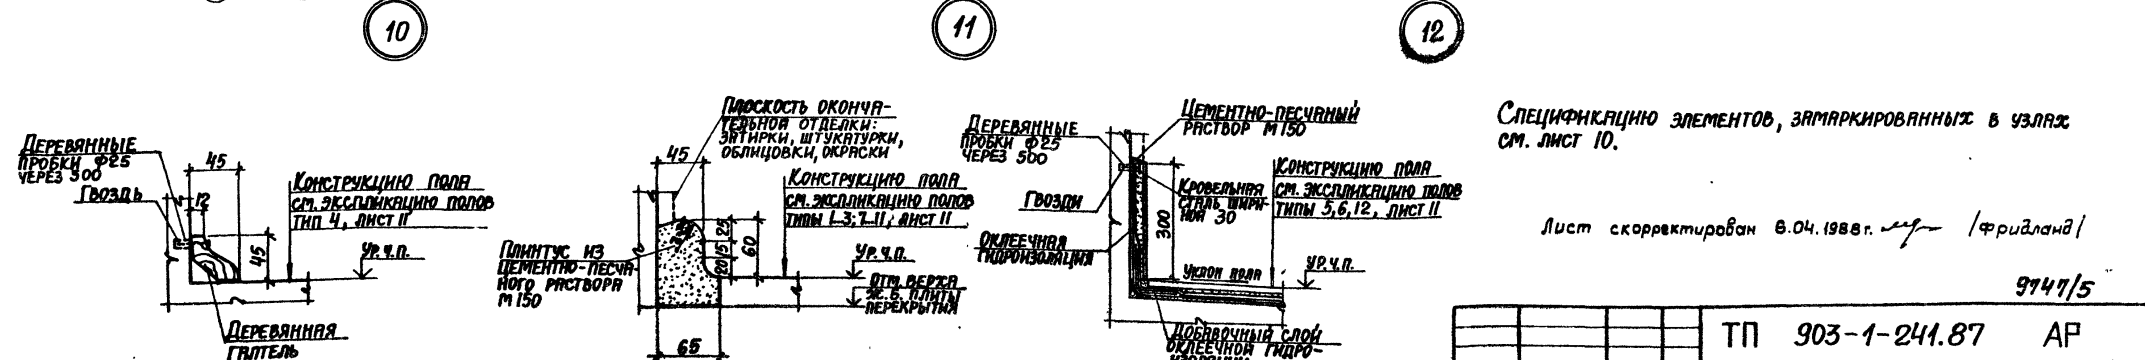 10
11
12
ДЕРЕВЯННЫЕ
ПРОБКИ Ф25
ЧЕРЕЗ 500
ГВОЗДЬ
45
12
45
КОНСТРУКЦИЮ ПОЛА
СМ. ЭКСПЛИКАЦИЮ ПОЛОВ
ТИП 4, ЛИСТ 11
УР. Ч.П.
ДЕРЕВЯННАЯ
ГАЛТЕЛЬ
ПЛОСКОСТЬ ОКОНЧА-
ТЕЛЬНОЙ ОТДЕЛКИ:
ЗАТИРКИ, ШТУКАТУРКИ,
ОБЛИЦОВКИ, ОКРАСКИ
45
КОНСТРУКЦИЮ ПОЛА
СМ. ЭКСПЛИКАЦИЮ ПОЛОВ
ТИПЫ 1-3; 7-11, ЛИСТ 11
25
15
20
60
ПЛИНТУС ИЗ
ЦЕМЕНТНО-ПЕСЧА-
НОГО РАСТВОРА
М150
УР. Ч.П.
ОТМ. ВЕРХА
Ж.Б. ПЛИТЫ
ПЕРЕКРЫТИЯ
65
ДЕРЕВЯННЫЕ
ПРОБКИ Ф25
ЧЕРЕЗ 500
ГВОЗДИ
ОКЛЕЕЧНАЯ
ГИДРОИЗОЛЯЦИЯ
ЦЕМЕНТНО-ПЕСЧАНЫЙ
РАСТВОР М150
КРОВЕЛЬНАЯ
СТАЛЬ ШИРИ-
НОЙ 30
300
КОНСТРУКЦИЮ ПОЛА
СМ. ЭКСПЛИКАЦИЮ ПОЛОВ
ТИПЫ 5,6,12, ЛИСТ 11
УКЛОН ПОЛА
УР. Ч.П.
ДОБАВОЧНЫЙ СЛОЙ
ОКЛЕЕЧНОЙ ГИДРО-
СПЕЦИФИКАЦИЮ ЭЛЕМЕНТОВ, ЗАМАРКИРОВАННЫХ В УЗЛАХ
СМ. ЛИСТ 10.
Лист скорректирован 6.04.1988г. /Фридланд/
9747/5
ТП 903-1-241.87 АР